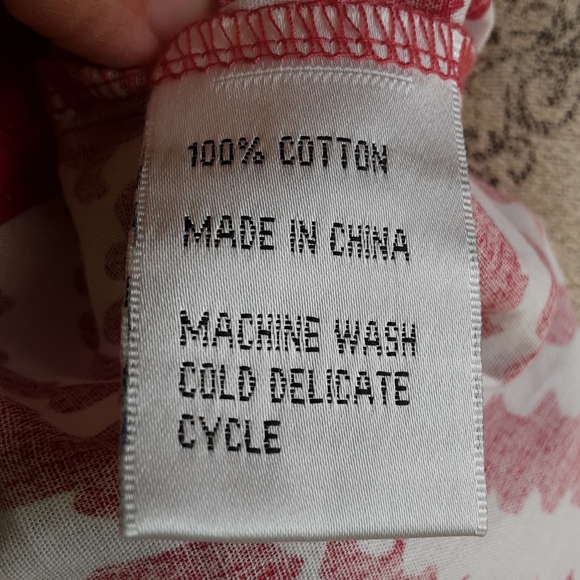 100% COTTON
MADE IN CHINA
MACHINE WASH
COLD DELICATE
CYCLE